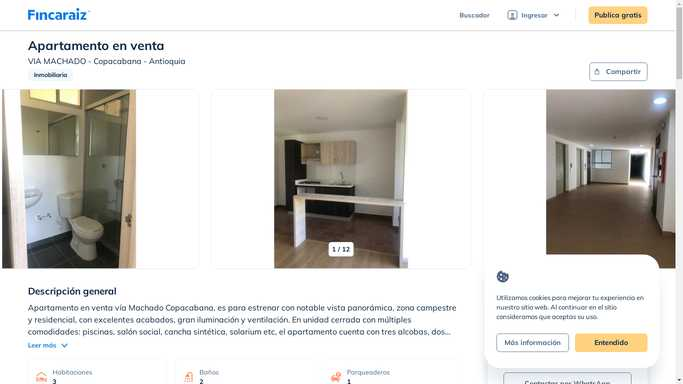 Fincaraiz
Buscador
Ingresar
Publica gratis
Apartamento en venta
VIA MACHADO - Copacabana - Antioquia
Inmobiliaria
Compartir
1 / 12
Descripción general
Apartamento en venta vía Machado Copacabana, es para estrenar con notable vista panorámica, zona campestre
y residencial, con excelentes acabados, gran iluminación y ventilación. En unidad cerrada con múltiples
comodidades: piscinas, salón social, cancha sintética, solarium etc, el apartamento cuenta con tres alcobas, dos...
Leer más
Habitaciones
3
Baños
2
Parqueaderos
1
Utilizamos cookies para mejorar tu experiencia en
nuestro sitio web. Al continuar en el sitio
consideramos que aceptas su uso.
Más información
Entendido
Contactar por WhatsApp